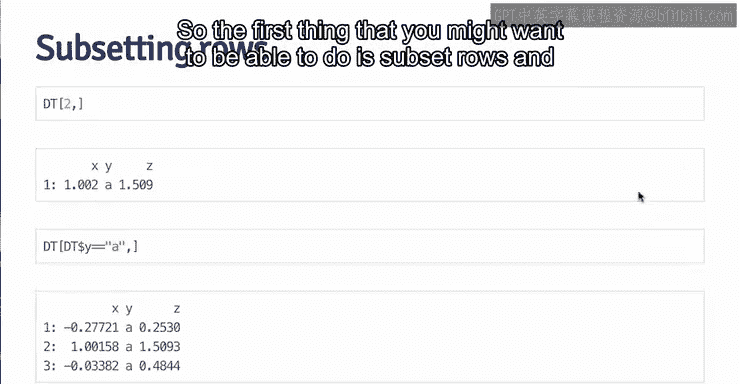 So the first thing that you might want
to be able to do is subset rows and
Subsetting rows
DT[2,]
x y z
1: 1.002 a 1.509
DT[DT$y=="a",]
x y z
1: -0.27721 a 0.2530
2: 1.00158 a 1.5093
3: -0.03382 a 0.4844